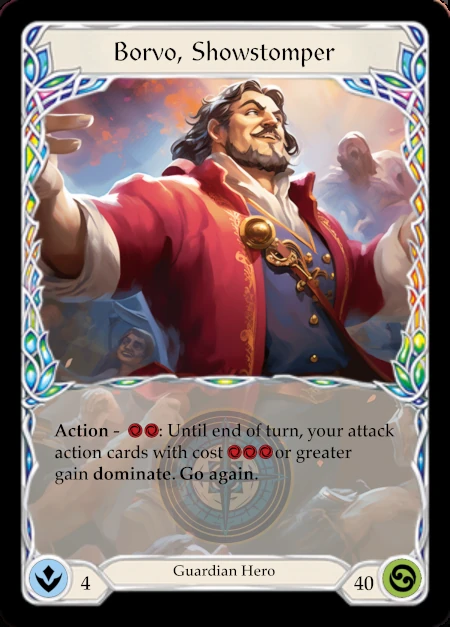 Borvo, Showstomper
Action - : Until end of turn, your attack
action cards with cost or greater
gain dominate. Go again.
4
Guardian Hero
40